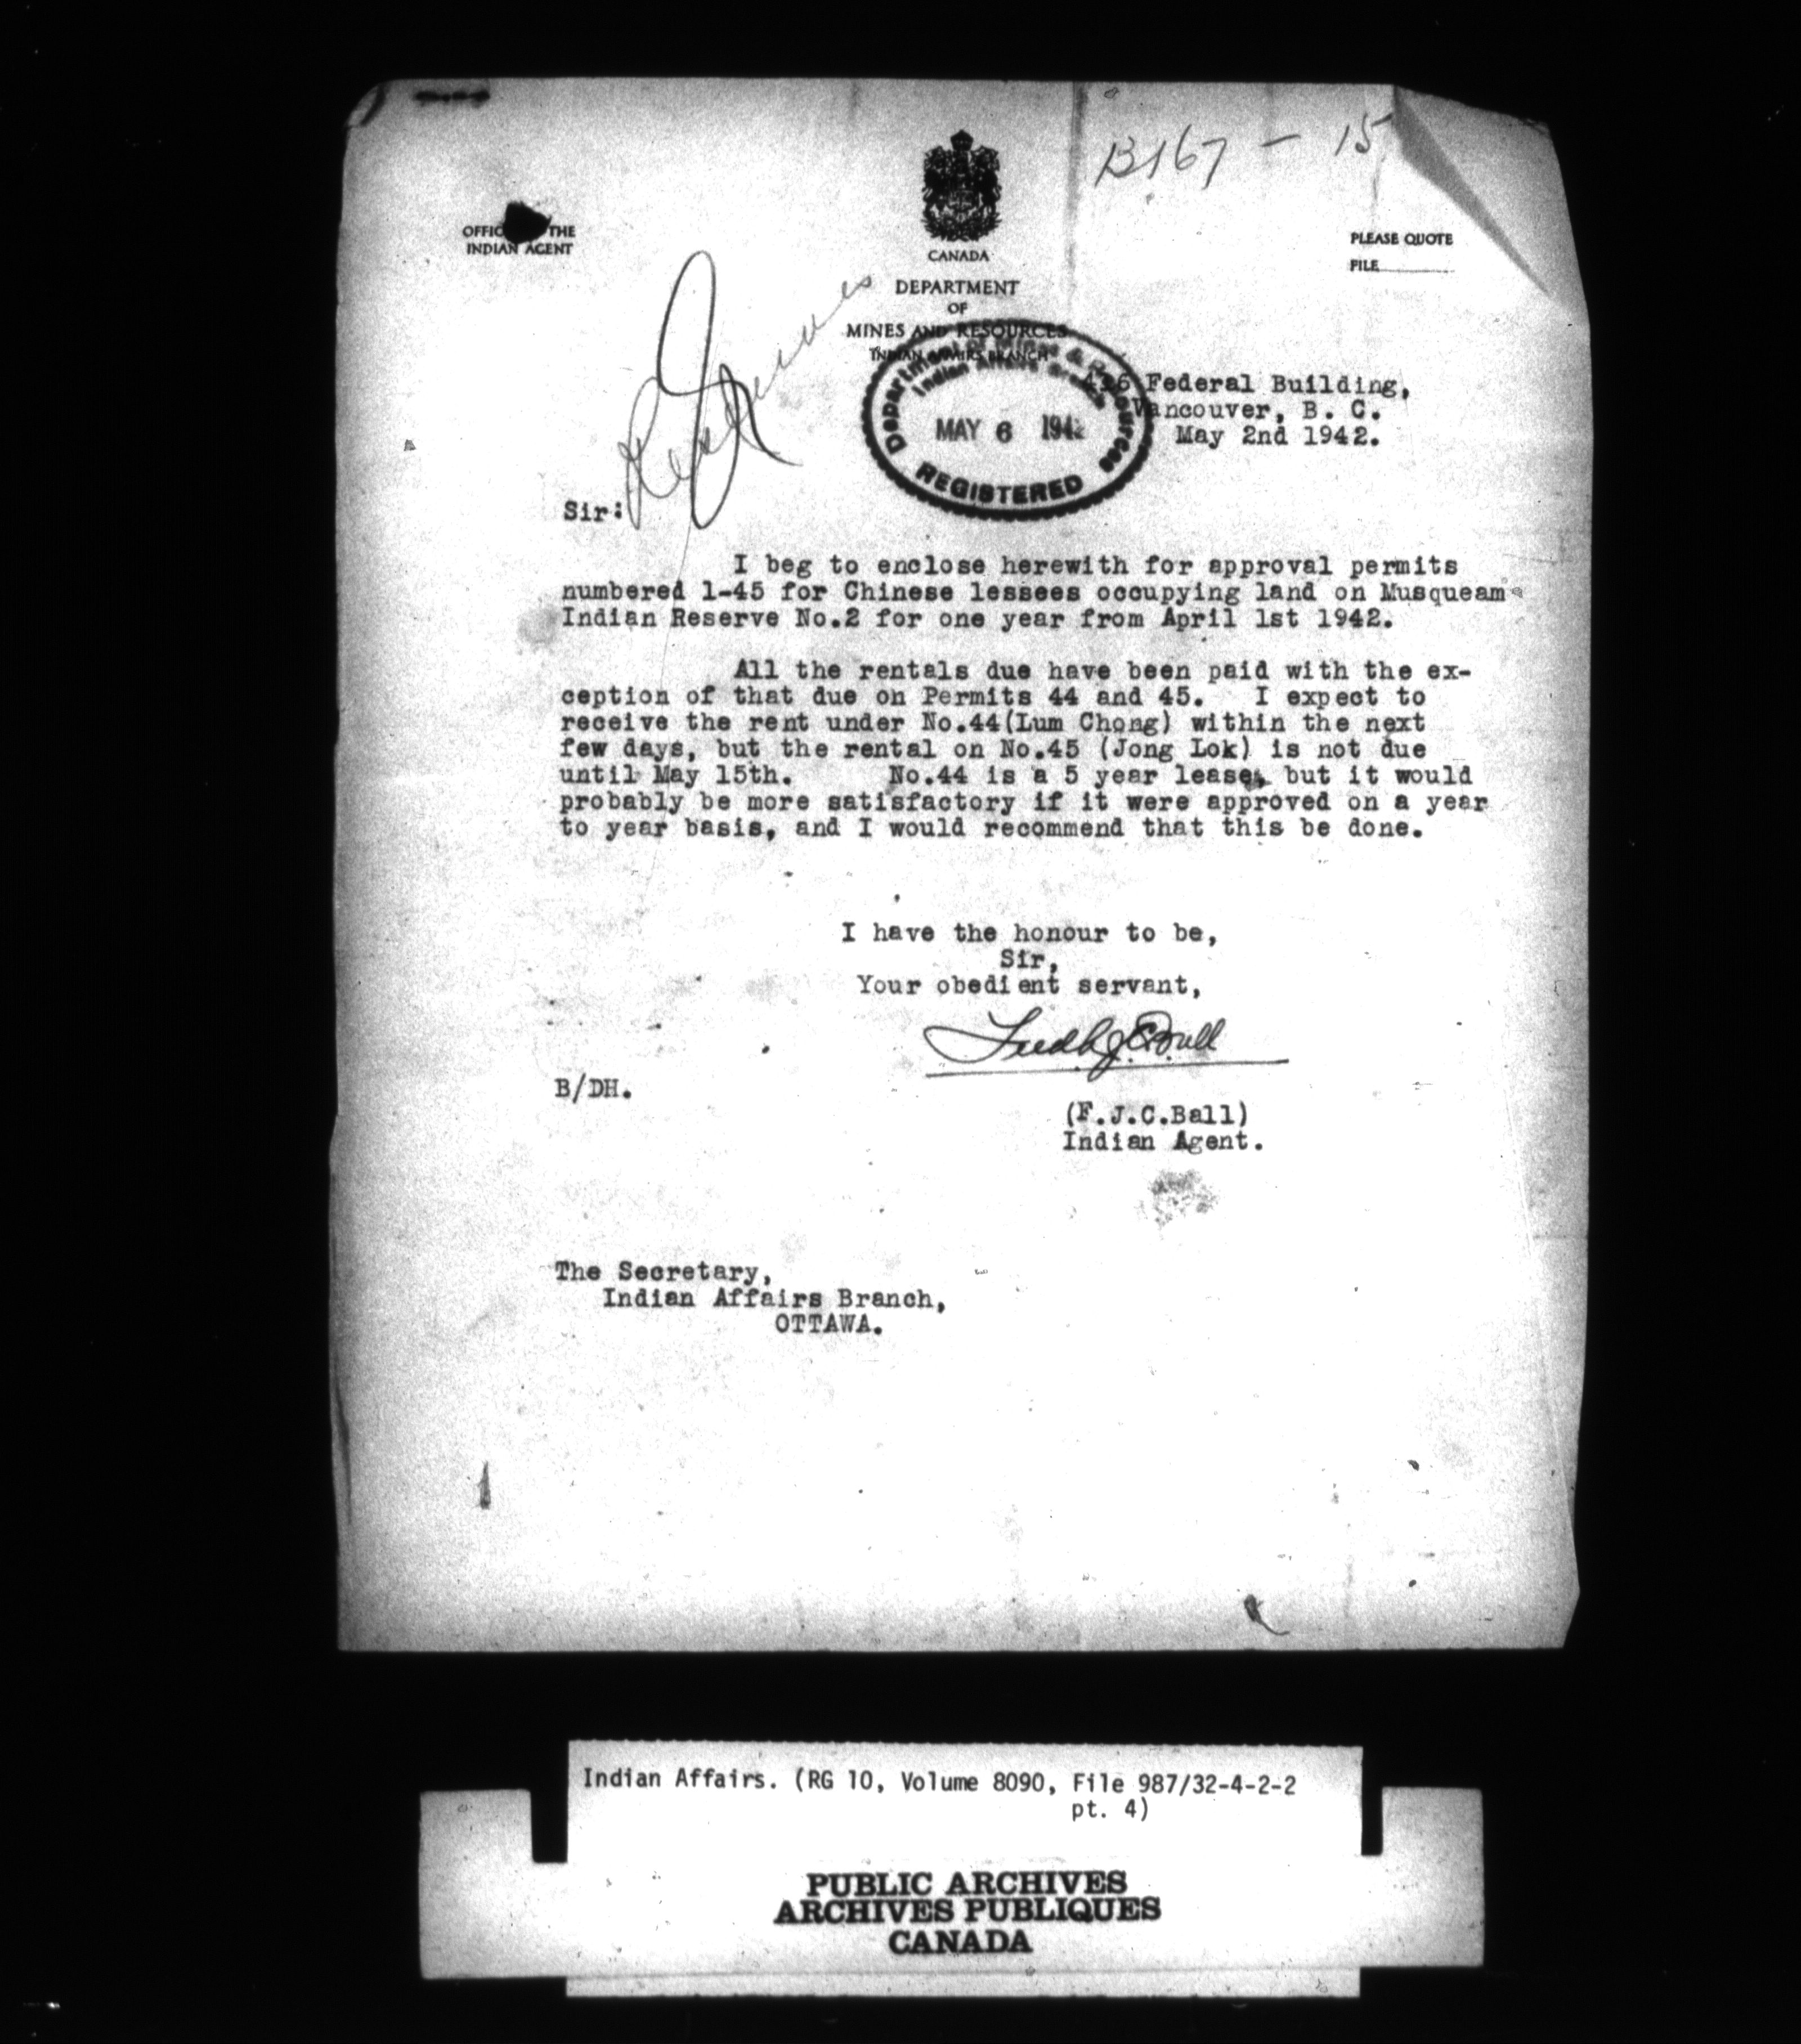 B167 - 15
OFFIC THE
INDIAN AGENT
CANADA
PLEASE QUOTE
FILE
DEPARTMENT
OF
MINES AND RESOURCES
INDIAN AFFAIRS BRANCH
Department of Mines & Resources
Indian Affairs Branch
MAY 6 1942
REGISTERED
Federal Building,
Vancouver, B. C.
May 2nd 1942.
Sir:
I beg to enclose herewith for approval permits
numbered 1-45 for Chinese lessees occupying land on Musqueam
Indian Reserve No.2 for one year from April 1st 1942.
All the rentals due have been paid with the ex-
ception of that due on Permits 44 and 45. I expect to
receive the rent under No.44(Lum Chong) within the next
few days, but the rental on No.45 (Jong Lok) is not due
until May 15th. No.44 is a 5 year lease, but it would
probably be more satisfactory if it were approved on a year
to year basis, and I would recommend that this be done.
I have the honour to be,
Sir,
Your obedient servant,
Fredk J. C. Ball
B/DH.
(F.J.C.Ball)
Indian Agent.
The Secretary,
Indian Affairs Branch,
OTTAWA.
Indian Affairs. (RG 10, Volume 8090, File 987/32-4-2-2
pt. 4)
PUBLIC ARCHIVES
ARCHIVES PUBLIQUES
CANADA